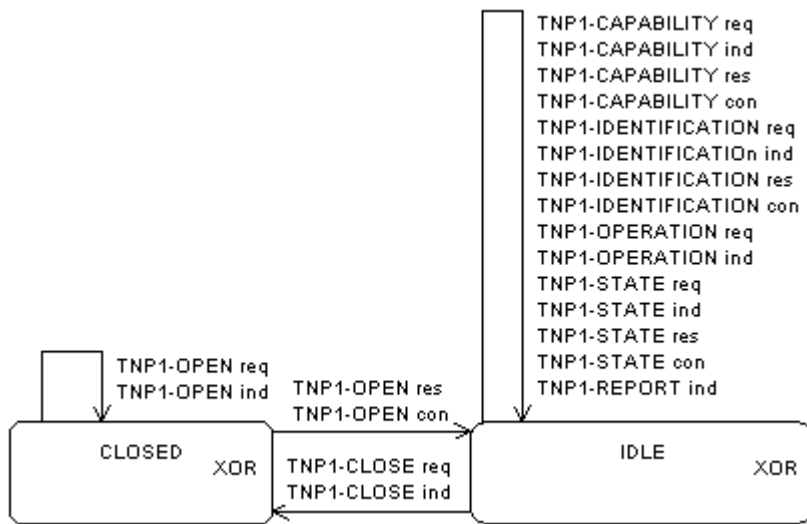 TNP1-CAPABILITY req
TNP1-CAPABILITY ind
TNP1-CAPABILITY res
TNP1-CAPABILITY con
TNP1-IDENTIFICATION req
TNP1-IDENTIFICATIOn ind
TNP1-IDENTIFICATION res
TNP1-IDENTIFICATION con
TNP1-OPERATION req
TNP1-OPERATION ind
TNP1-STATE req
TNP1-STATE ind
TNP1-STATE res
TNP1-STATE con
TNP1-REPORT ind
TNP1-OPEN req
TNP1-OPEN ind
TNP1-OPEN res
TNP1-OPEN con
CLOSED
XOR
TNP1-CLOSE req
TNP1-CLOSE ind
IDLE
XOR